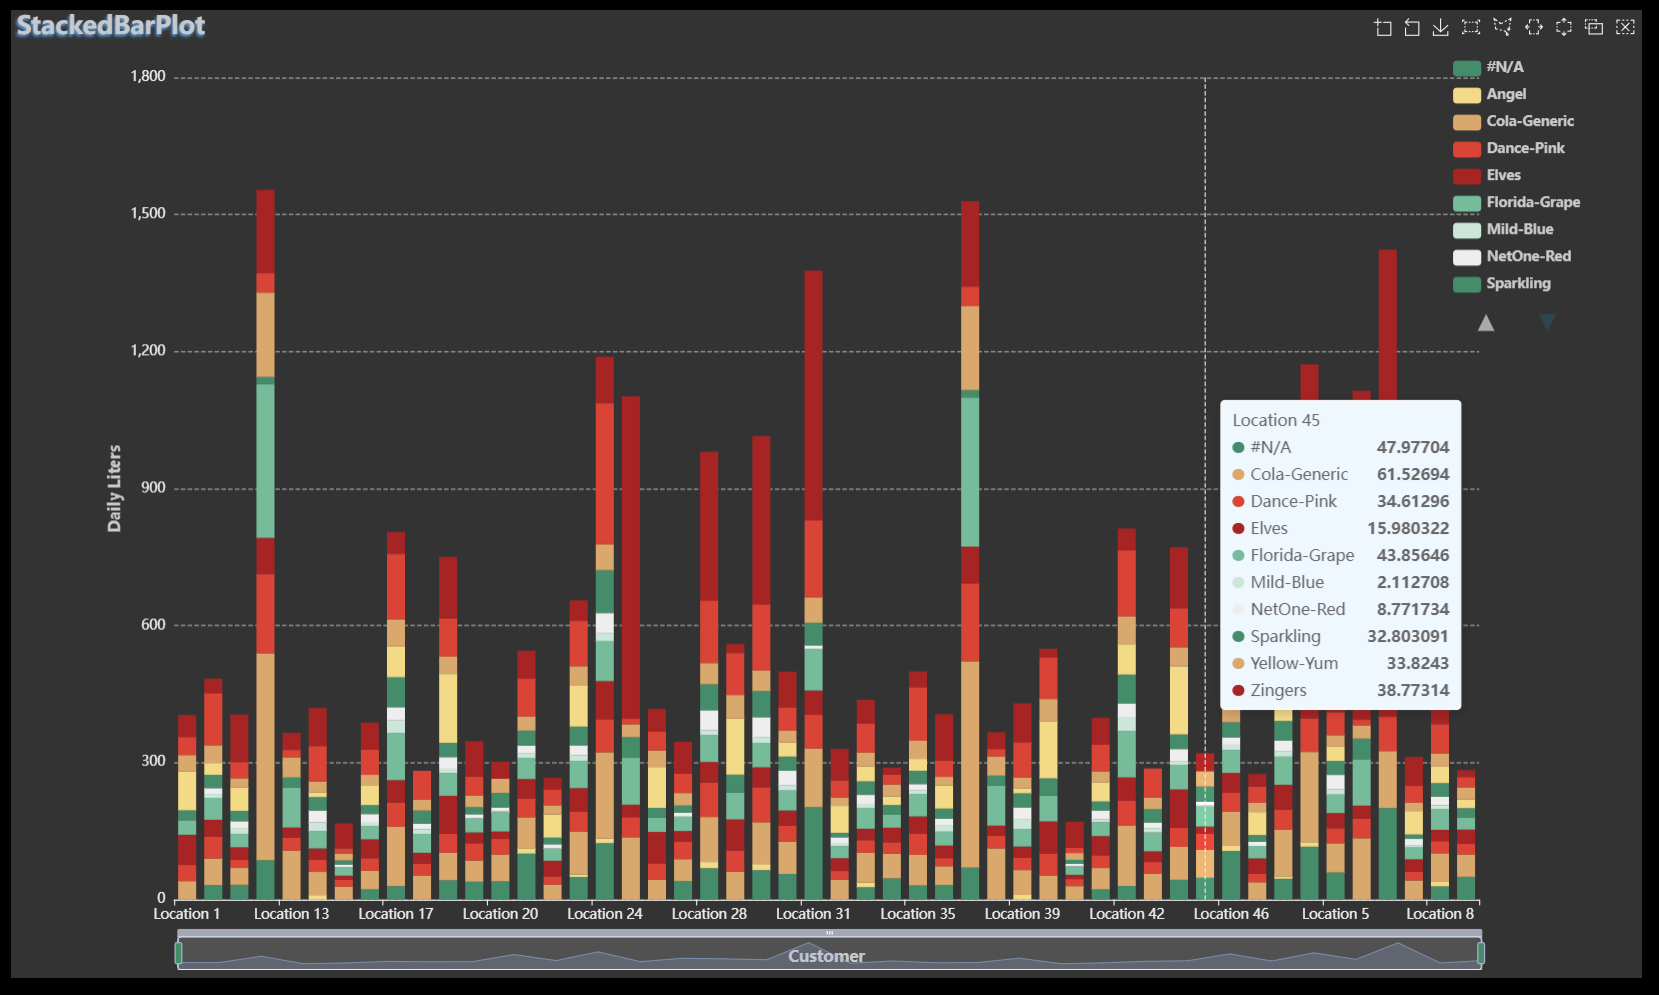 StackedBarPlot
#N/A
Angel
Cola-Generic
Dance-Pink
Elves
Florida-Grape
Mild-Blue
NetOne-Red
Sparkling
1,800
1,500
1,200
900
600
300
0
Daily Liters
Location 45
#N/A 47.97704
Cola-Generic 61.52694
Dance-Pink 34.61296
Elves 15.980322
Florida-Grape 43.85646
Mild-Blue 2.112708
NetOne-Red 8.771734
Sparkling 32.803091
Yellow-Yum 33.8243
Zingers 38.77314
Location 1 Location 13 Location 17 Location 20 Location 24 Location 28 Location 31 Location 35 Location 39 Location 42 Location 46 Location 5 Location 8
Customer